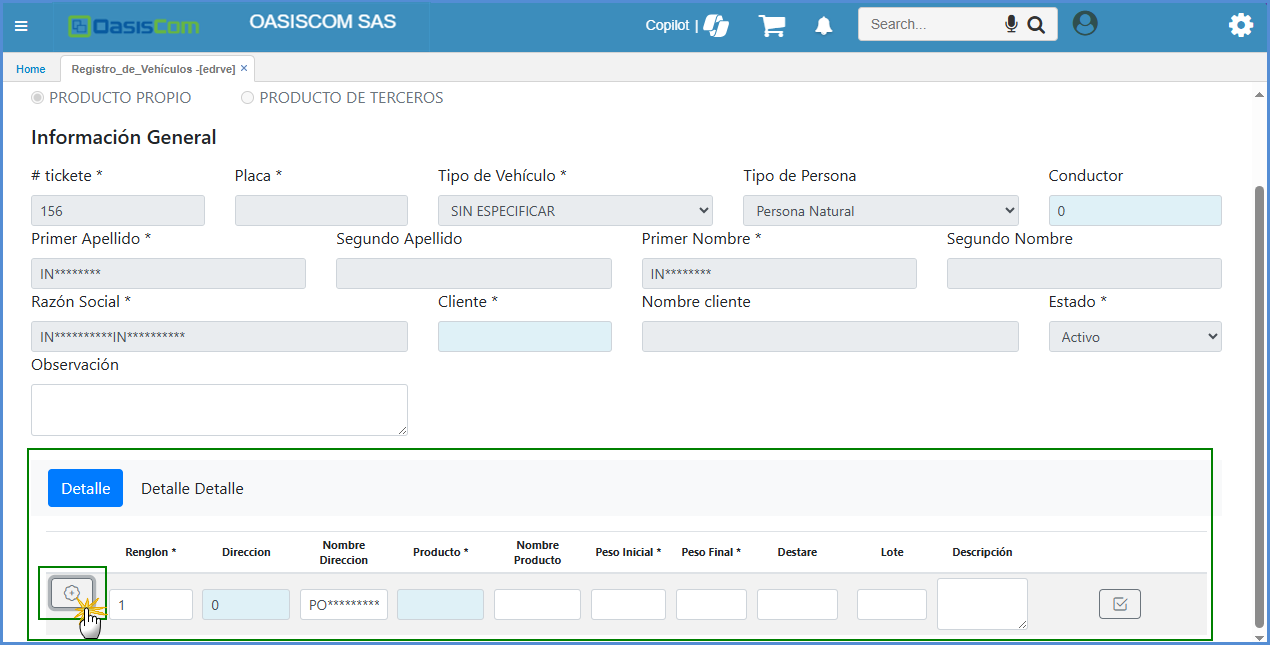 OasisCom OASISCOM SAS Copilot | Search...
Home Registro_de_Vehículos -[edrve] ×
PRODUCTO PROPIO PRODUCTO DE TERCEROS
Información General
# tickete * Placa * Tipo de Vehículo * Tipo de Persona Conductor
156 SIN ESPECIFICAR Persona Natural 0
Primer Apellido * Segundo Apellido Primer Nombre * Segundo Nombre
IN******** IN********
Razón Social * Cliente * Nombre cliente Estado *
IN**********IN********** Activo
Observación
Detalle Detalle Detalle
Renglon * Direccion Nombre Direccion Producto * Nombre Producto Peso Inicial * Peso Final * Destare Lote Descripción
1 0 PO*********